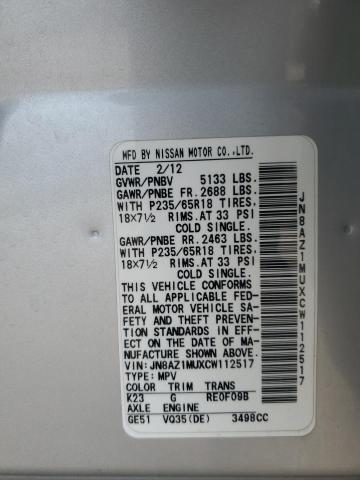 MFD BY NISSAN MOTOR CO.,LTD.
DATE 2/12
GVWR/PNBV 5133 LBS.
GAWR/PNBE FR. 2688 LBS.
WITH P235/65R18 TIRES,
18X7½ RIMS.AT 33 PSI
COLD SINGLE.
GAWR/PNBE RR. 2463 LBS.
WITH P235/65R18 TIRES,
18X7½ RIMS.AT 33 PSI
COLD SINGLE.
THIS VEHICLE CONFORMS
TO ALL APPLICABLE FED-
ERAL MOTOR VEHICLE SAF-
ETY AND THEFT PREVEN-
TION STANDARDS IN EFF-
ECT ON THE DATE OF MA-
NUFACTURE SHOWN ABOVE.
VIN: JN8AZ1MUXCW112517
TYPE: MPV
COLOR TRIM TRANS
K23 G RE0F09B
AXLE ENGINE
GE51 VQ35(DE) 3498CC
JN8AZ1MUXCW112517